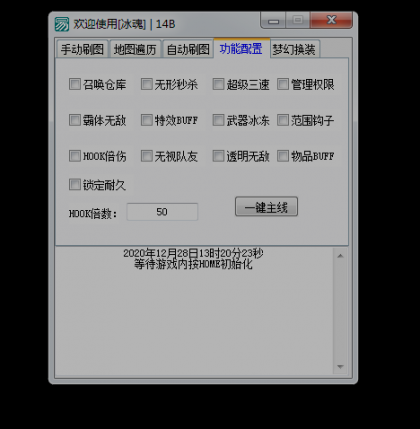 欢迎使用[冰魂] | 14B
手动刷图 地图遍历 自动刷图 功能配置 梦幻换装
召唤仓库 无形秒杀 超级三速 管理权限
霸体无敌 特效BUFF 武器冰冻 范围钩子
HOOK倍伤 无视队友 透明无敌 物品BUFF
锁定耐久
HOOK倍数： 50 一键主线
2020年12月28日13时20分23秒
等待游戏内按HOME初始化